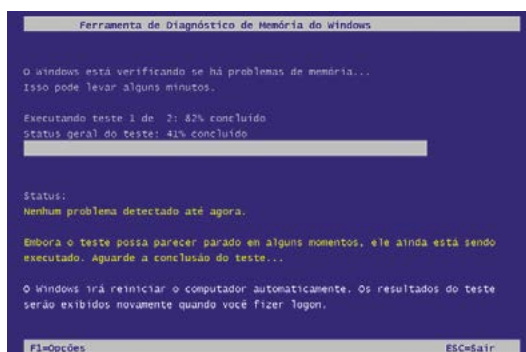 Ferramenta de Diagnóstico de Memória do Windows
O Windows está verificando se há problemas de memória...
Isso pode levar alguns minutos.
Executando teste 1 de 2: 82% concluído
Status geral do teste: 41% concluído
Status:
Nenhum problema detectado até agora.
Embora o teste possa parecer parado em alguns momentos, ele ainda está sendo
executado. Aguarde a conclusão do teste...
O Windows irá reiniciar o computador automaticamente. Os resultados do teste
serão exibidos novamente quando você fizer logon.
F1=Opções
ESC=Sair